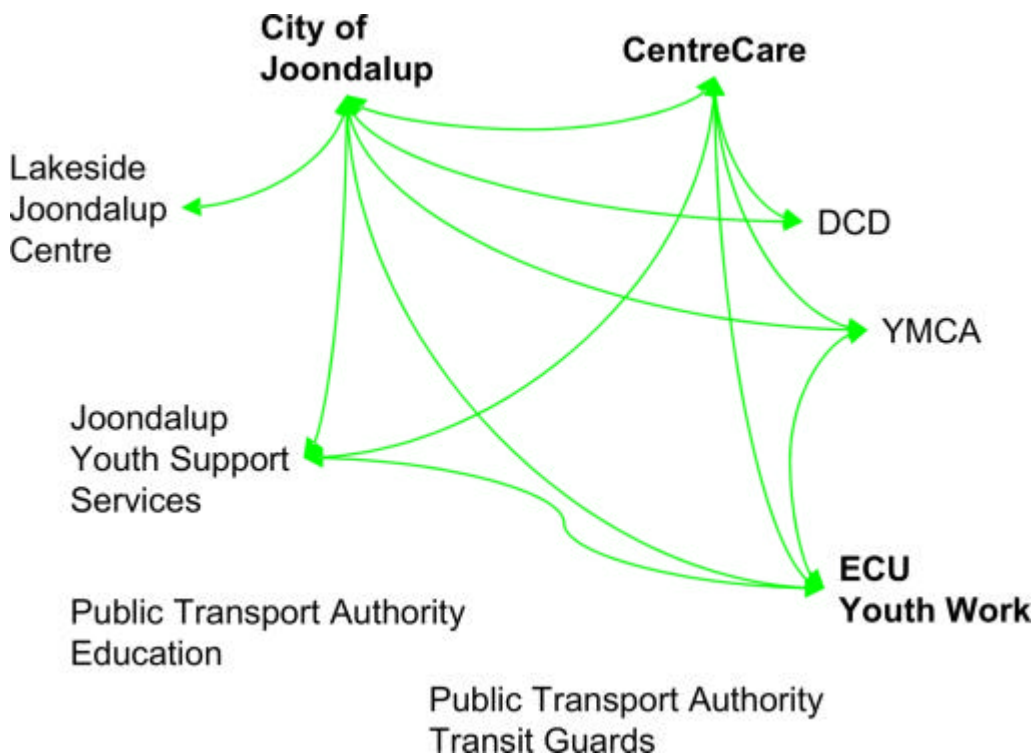 City of
Joondalup
CentreCare
Lakeside
Joondalup
Centre
DCD
YMCA
Joondalup
Youth Support
Services
ECU
Youth Work
Public Transport Authority
Education
Public Transport Authority
Transit Guards